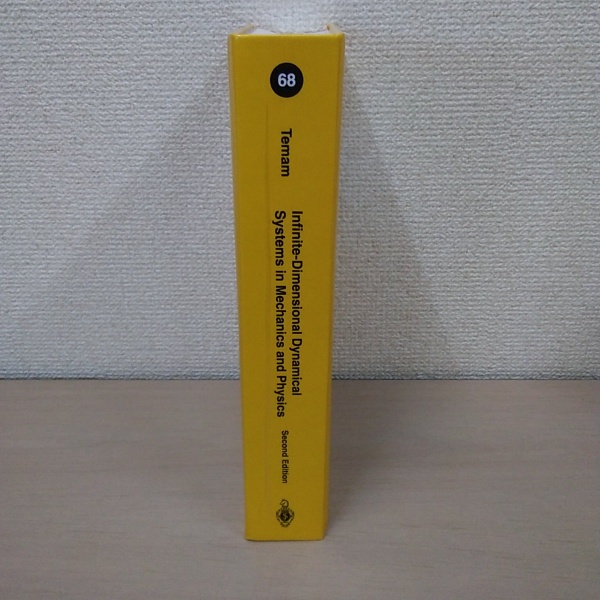 68
Temam
Infinite-Dimensional Dynamical
Systems in Mechanics and Physics
Second Edition